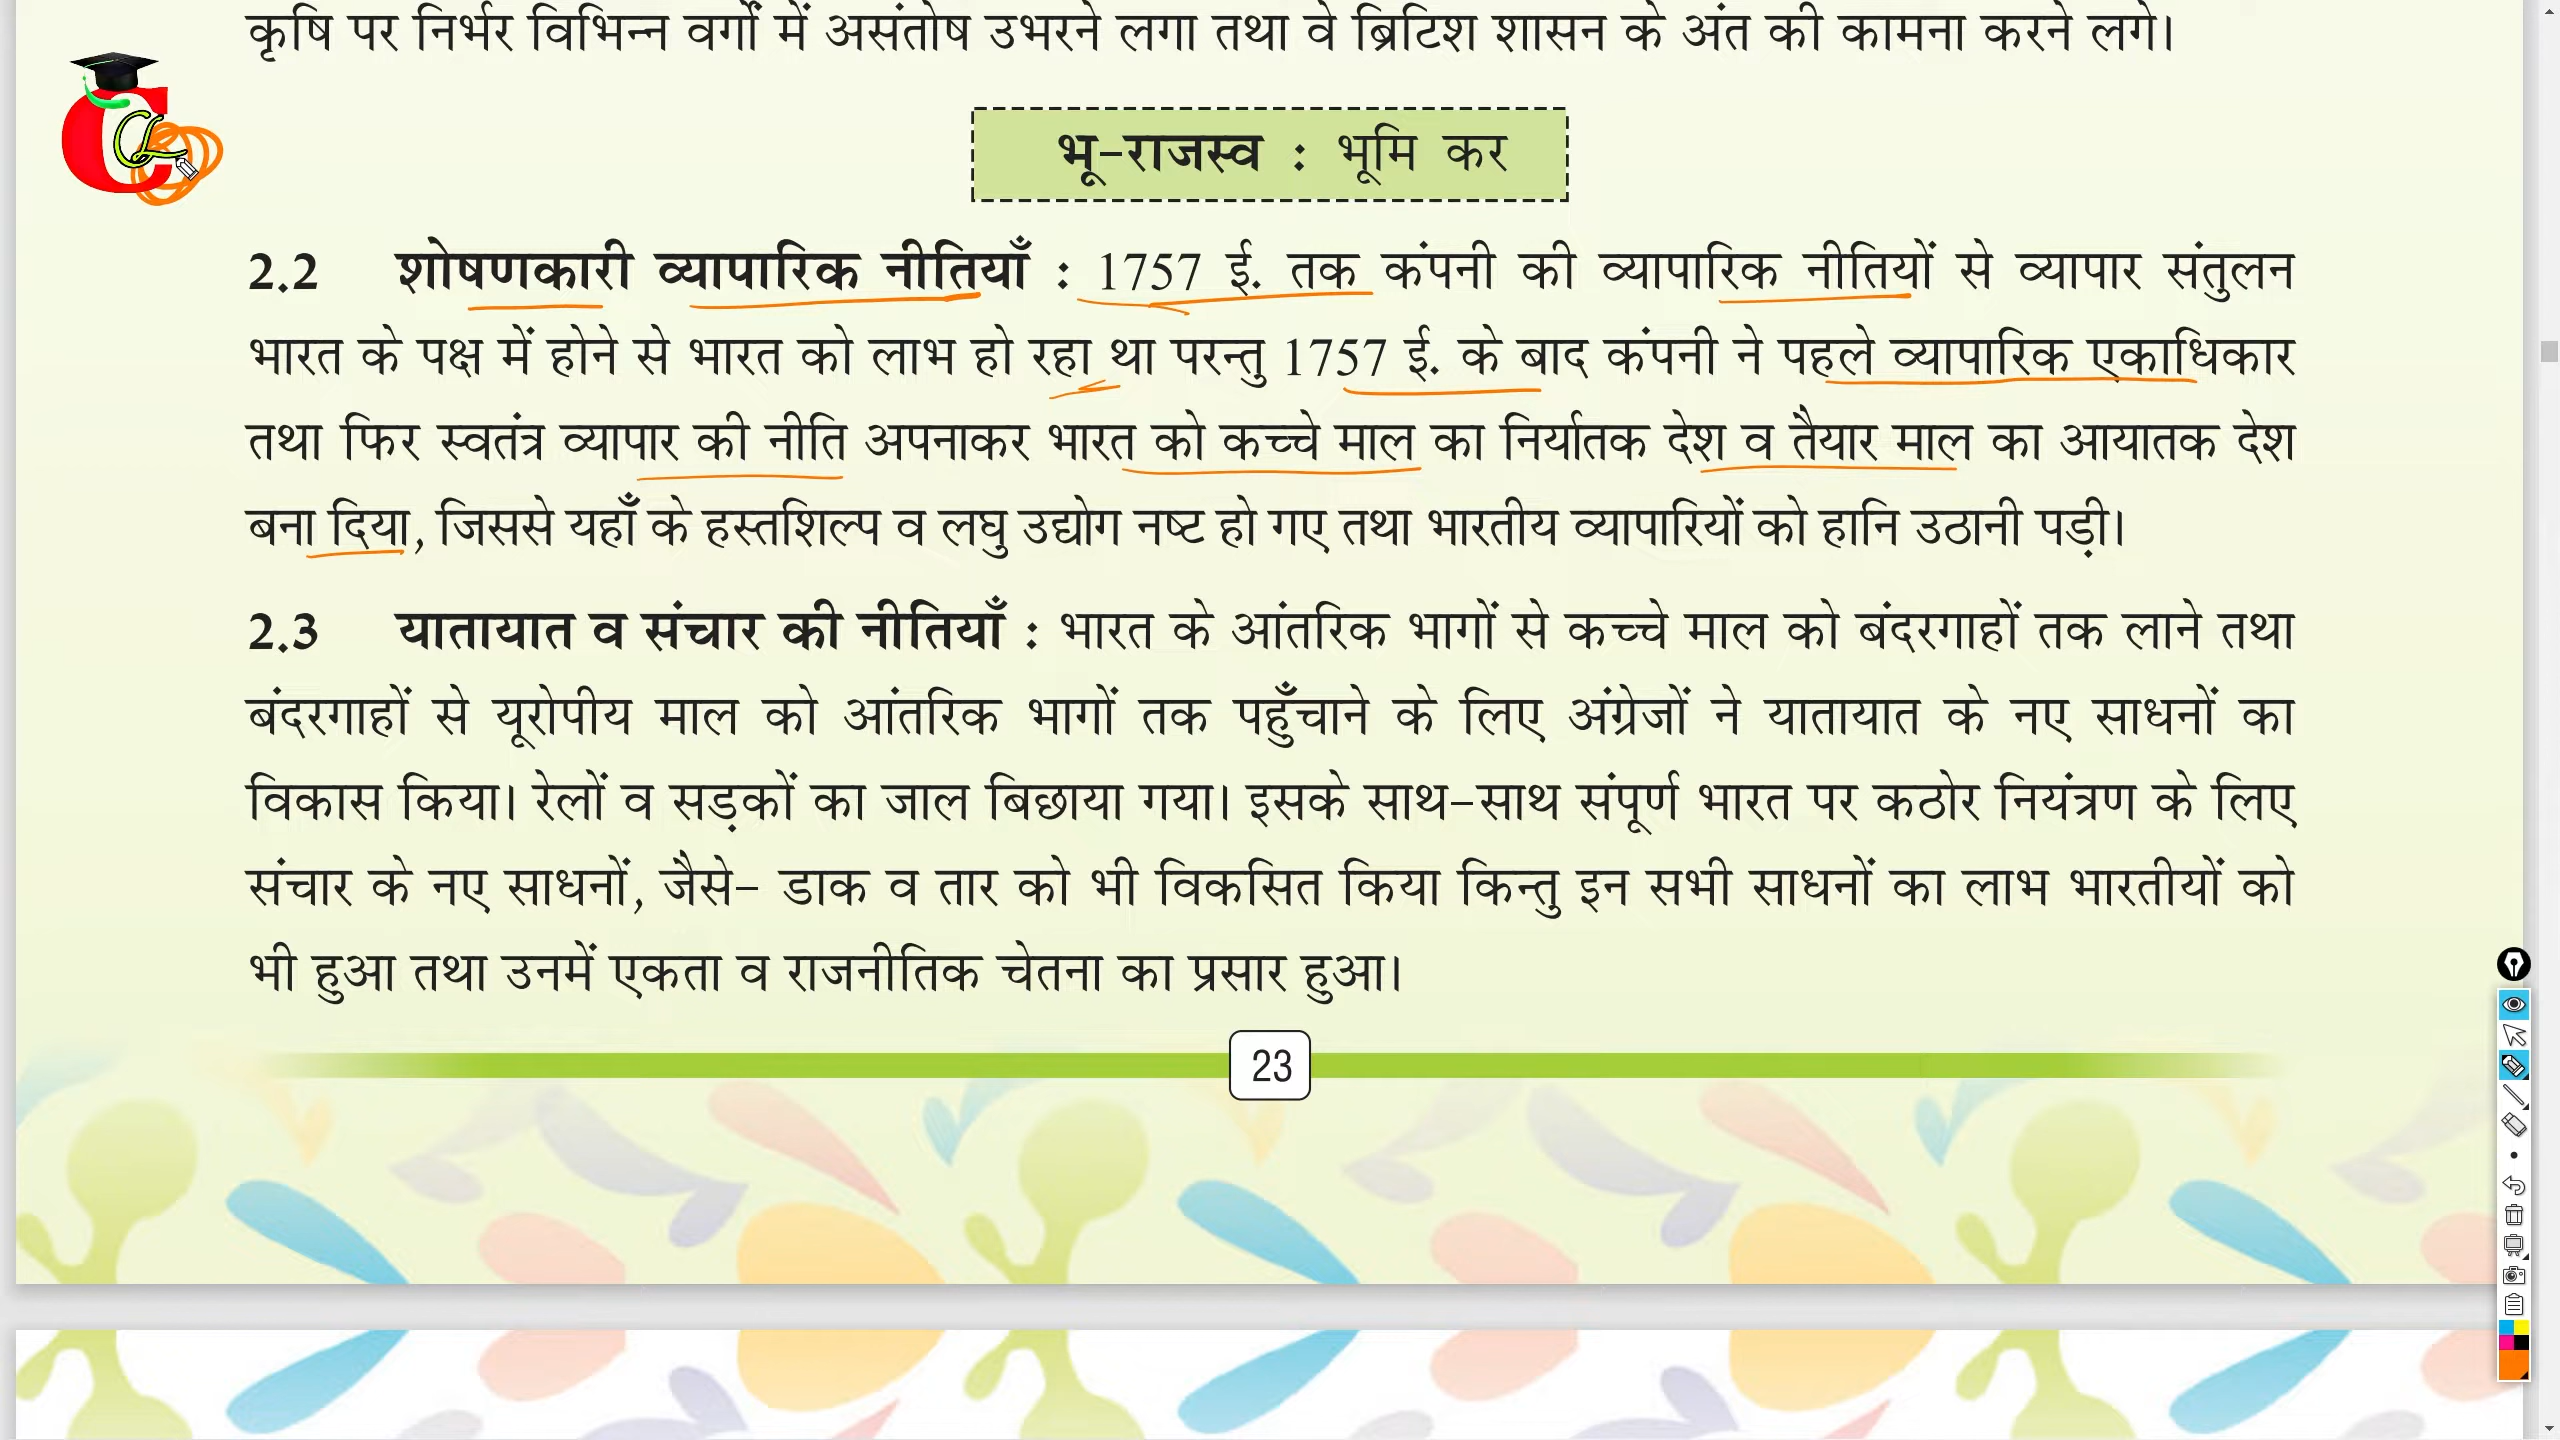 कृषि पर निर्भर विभिन्न वर्गों में असंतोष उभरने लगा तथा वे ब्रिटिश शासन के अंत की कामना करने लगे।
भू-राजस्व : भूमि कर
2.2 शोषणकारी व्यापारिक नीतियाँ : 1757 ई. तक कंपनी की व्यापारिक नीतियों से व्यापार संतुलन
भारत के पक्ष में होने से भारत को लाभ हो रहा था परन्तु 1757 ई. के बाद कंपनी ने पहले व्यापारिक एकाधिकार
तथा फिर स्वतंत्र व्यापार की नीति अपनाकर भारत को कच्चे माल का निर्यातक देश व तैयार माल का आयातक देश
बना दिया, जिससे यहाँ के हस्तशिल्प व लघु उद्योग नष्ट हो गए तथा भारतीय व्यापारियों को हानि उठानी पड़ी।
2.3 यातायात व संचार की नीतियाँ : भारत के आंतरिक भागों से कच्चे माल को बंदरगाहों तक लाने तथा
बंदरगाहों से यूरोपीय माल को आंतरिक भागों तक पहुँचाने के लिए अंग्रेजों ने यातायात के नए साधनों का
विकास किया। रेलों व सड़कों का जाल बिछाया गया। इसके साथ-साथ संपूर्ण भारत पर कठोर नियंत्रण के लिए
संचार के नए साधनों, जैसे- डाक व तार को भी विकसित किया किन्तु इन सभी साधनों का लाभ भारतीयों को
भी हुआ तथा उनमें एकता व राजनीतिक चेतना का प्रसार हुआ।
23